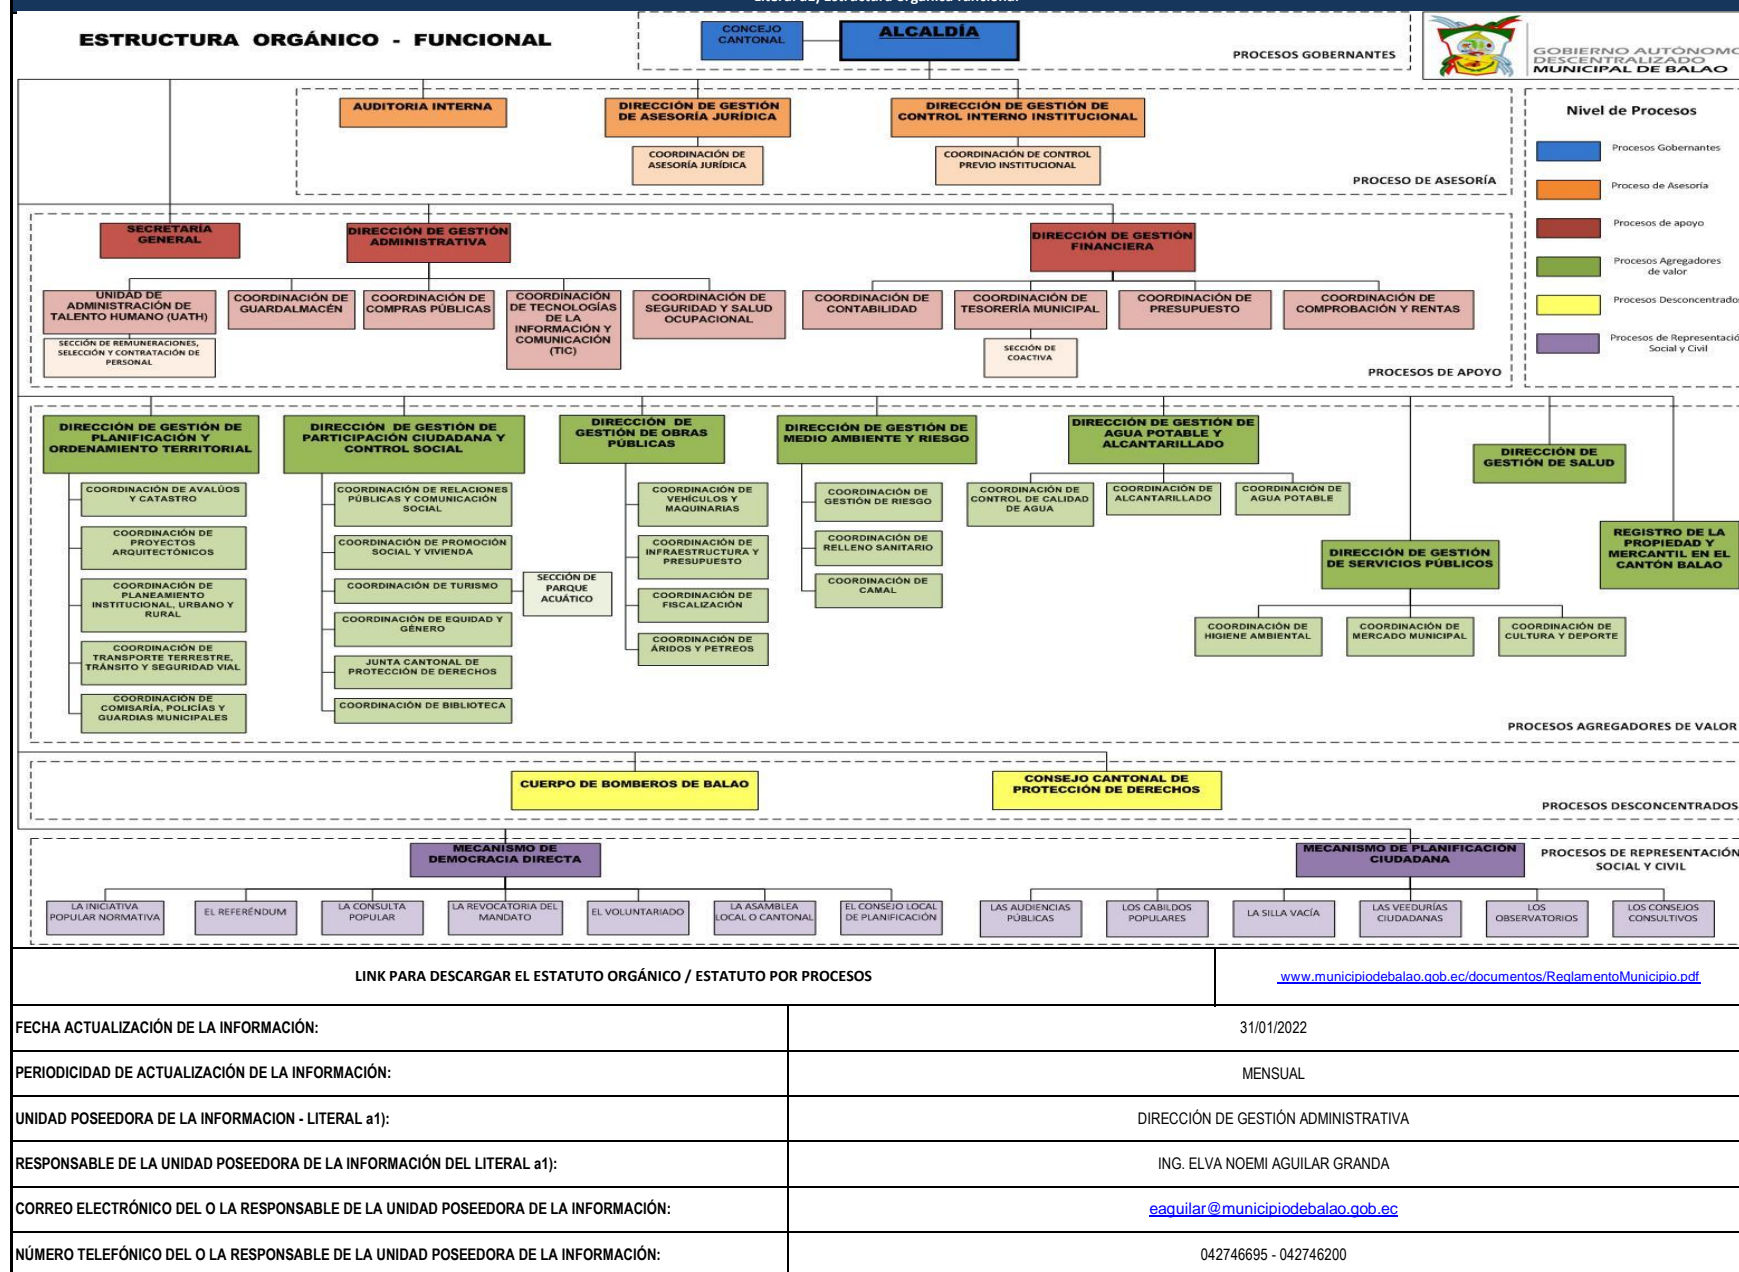 Literal a1) Estructura orgánica funcional
ESTRUCTURA ORGÁNICO - FUNCIONAL
CONCEJO
CANTONAL
ALCALDÍA
PROCESOS GOBERNANTES
GOBIERNO AUTÓNOMO
DESCENTRALIZADO
MUNICIPAL DE BALAO
AUDITORIA INTERNA
DIRECCIÓN DE GESTIÓN
DE ASESORÍA JURÍDICA
DIRECCIÓN DE GESTIÓN DE
CONTROL INTERNO INSTITUCIONAL
COORDINACIÓN DE
ASESORÍA JURÍDICA
COORDINACIÓN DE CONTROL
PREVIO INSTITUCIONAL
PROCESO DE ASESORÍA
Nivel de Procesos
Procesos Gobernantes
Proceso de Asesoría
Procesos de apoyo
Procesos Agregadores
de valor
Procesos Desconcentrados
Procesos de Representació
Social y Civil
SECRETARÍA
GENERAL
DIRECCIÓN DE GESTIÓN
ADMINISTRATIVA
DIRECCIÓN DE GESTIÓN
FINANCIERA
UNIDAD DE
ADMINISTRACIÓN DE
TALENTO HUMANO (UATH)
COORDINACIÓN DE
GUARDALMACÉN
COORDINACIÓN DE
COMPRAS PÚBLICAS
COORDINACIÓN
DE TECNOLOGÍAS
DE LA
INFORMACIÓN Y
COMUNICACIÓN
(TIC)
COORDINACIÓN DE
SEGURIDAD Y SALUD
OCUPACIONAL
COORDINACIÓN DE
CONTABILIDAD
COORDINACIÓN DE
TESORERÍA MUNICIPAL
COORDINACIÓN DE
PRESUPUESTO
COORDINACIÓN DE
COMPROBACIÓN Y RENTAS
SECCIÓN DE REMUNERACIONES,
SELECCIÓN Y CONTRATACIÓN DE
PERSONAL
SECCIÓN DE
COACTIVA
PROCESOS DE APOYO
DIRECCIÓN DE GESTIÓN DE
PLANIFICACIÓN Y
ORDENAMIENTO TERRITORIAL
COORDINACIÓN DE AVALÚOS
Y CATASTRO
COORDINACIÓN DE
PROYECTOS
ARQUITECTÓNICOS
COORDINACIÓN DE
PLANEAMIENTO
INSTITUCIONAL, URBANO Y
RURAL
COORDINACIÓN DE
TRANSPORTE TERRESTRE,
TRÁNSITO Y SEGURIDAD VIAL
COORDINACIÓN DE
COMISARÍA, POLICÍAS Y
GUARDIAS MUNICIPALES
DIRECCIÓN DE GESTIÓN DE
PARTICIPACIÓN CIUDADANA Y
CONTROL SOCIAL
COORDINACIÓN DE RELACIONES
PÚBLICAS Y COMUNICACIÓN
SOCIAL
COORDINACIÓN DE PROMOCIÓN
SOCIAL Y VIVIENDA
COORDINACIÓN DE TURISMO
SECCIÓN DE
PARQUE
ACUÁTICO
COORDINACIÓN DE EQUIDAD Y
GÉNERO
JUNTA CANTONAL DE
PROTECCIÓN DE DERECHOS
COORDINACIÓN DE BIBLIOTECA
DIRECCIÓN DE
GESTIÓN DE OBRAS
PÚBLICAS
COORDINACIÓN DE
VEHÍCULOS Y
MAQUINARIAS
COORDINACIÓN DE
INFRAESTRUCTURA Y
PRESUPUESTO
COORDINACIÓN DE
FISCALIZACIÓN
COORDINACIÓN DE
ÁRIDOS Y PETREOS
DIRECCIÓN DE GESTIÓN DE
MEDIO AMBIENTE Y RIESGO
COORDINACIÓN DE
GESTIÓN DE RIESGO
COORDINACIÓN DE
RELLENO SANITARIO
COORDINACIÓN DE
CAMAL
DIRECCIÓN DE GESTIÓN DE
AGUA POTABLE Y
ALCANTARILLADO
COORDINACIÓN DE
CONTROL DE CALIDAD
DE AGUA
COORDINACIÓN DE
ALCANTARILLADO
COORDINACIÓN DE
AGUA POTABLE
DIRECCIÓN DE GESTIÓN
DE SERVICIOS PÚBLICOS
COORDINACIÓN DE
HIGIENE AMBIENTAL
COORDINACIÓN DE
MERCADO MUNICIPAL
COORDINACIÓN DE
CULTURA Y DEPORTE
DIRECCIÓN DE
GESTIÓN DE SALUD
REGISTRO DE LA
PROPIEDAD Y
MERCANTIL EN EL
CANTÓN BALAO
PROCESOS AGREGADORES DE VALOR
CUERPO DE BOMBEROS DE BALAO
CONSEJO CANTONAL DE
PROTECCIÓN DE DERECHOS
PROCESOS DESCONCENTRADOS
MECANISMO DE
DEMOCRACIA DIRECTA
MECANISMO DE PLANIFICACIÓN
CIUDADANA
PROCESOS DE REPRESENTACIÓN
SOCIAL Y CIVIL
LA INICIATIVA
POPULAR NORMATIVA
EL REFERÉNDUM
LA CONSULTA
POPULAR
LA REVOCATORIA DEL
MANDATO
EL VOLUNTARIADO
LA ASAMBLEA
LOCAL O CANTONAL
EL CONSEJO LOCAL
DE PLANIFICACIÓN
LAS AUDIENCIAS
PÚBLICAS
LOS CABILDOS
POPULARES
LA SILLA VACÍA
LAS VEEDURÍAS
CIUDADANAS
LOS
OBSERVATORIOS
LOS CONSEJOS
CONSULTIVOS
LINK PARA DESCARGAR EL ESTATUTO ORGÁNICO / ESTATUTO POR PROCESOS
www.municipiodebalao.gob.ec/documentos/ReglamentoMunicipio.pdf
FECHA ACTUALIZACIÓN DE LA INFORMACIÓN:
31/01/2022
PERIODICIDAD DE ACTUALIZACIÓN DE LA INFORMACIÓN:
MENSUAL
UNIDAD POSEEDORA DE LA INFORMACION - LITERAL a1):
DIRECCIÓN DE GESTIÓN ADMINISTRATIVA
RESPONSABLE DE LA UNIDAD POSEEDORA DE LA INFORMACIÓN DEL LITERAL a1):
ING. ELVA NOEMI AGUILAR GRANDA
CORREO ELECTRÓNICO DEL O LA RESPONSABLE DE LA UNIDAD POSEEDORA DE LA INFORMACIÓN:
eaguilar@municipiodebalao.gob.ec
NÚMERO TELEFÓNICO DEL O LA RESPONSABLE DE LA UNIDAD POSEEDORA DE LA INFORMACIÓN:
042746695 - 042746200